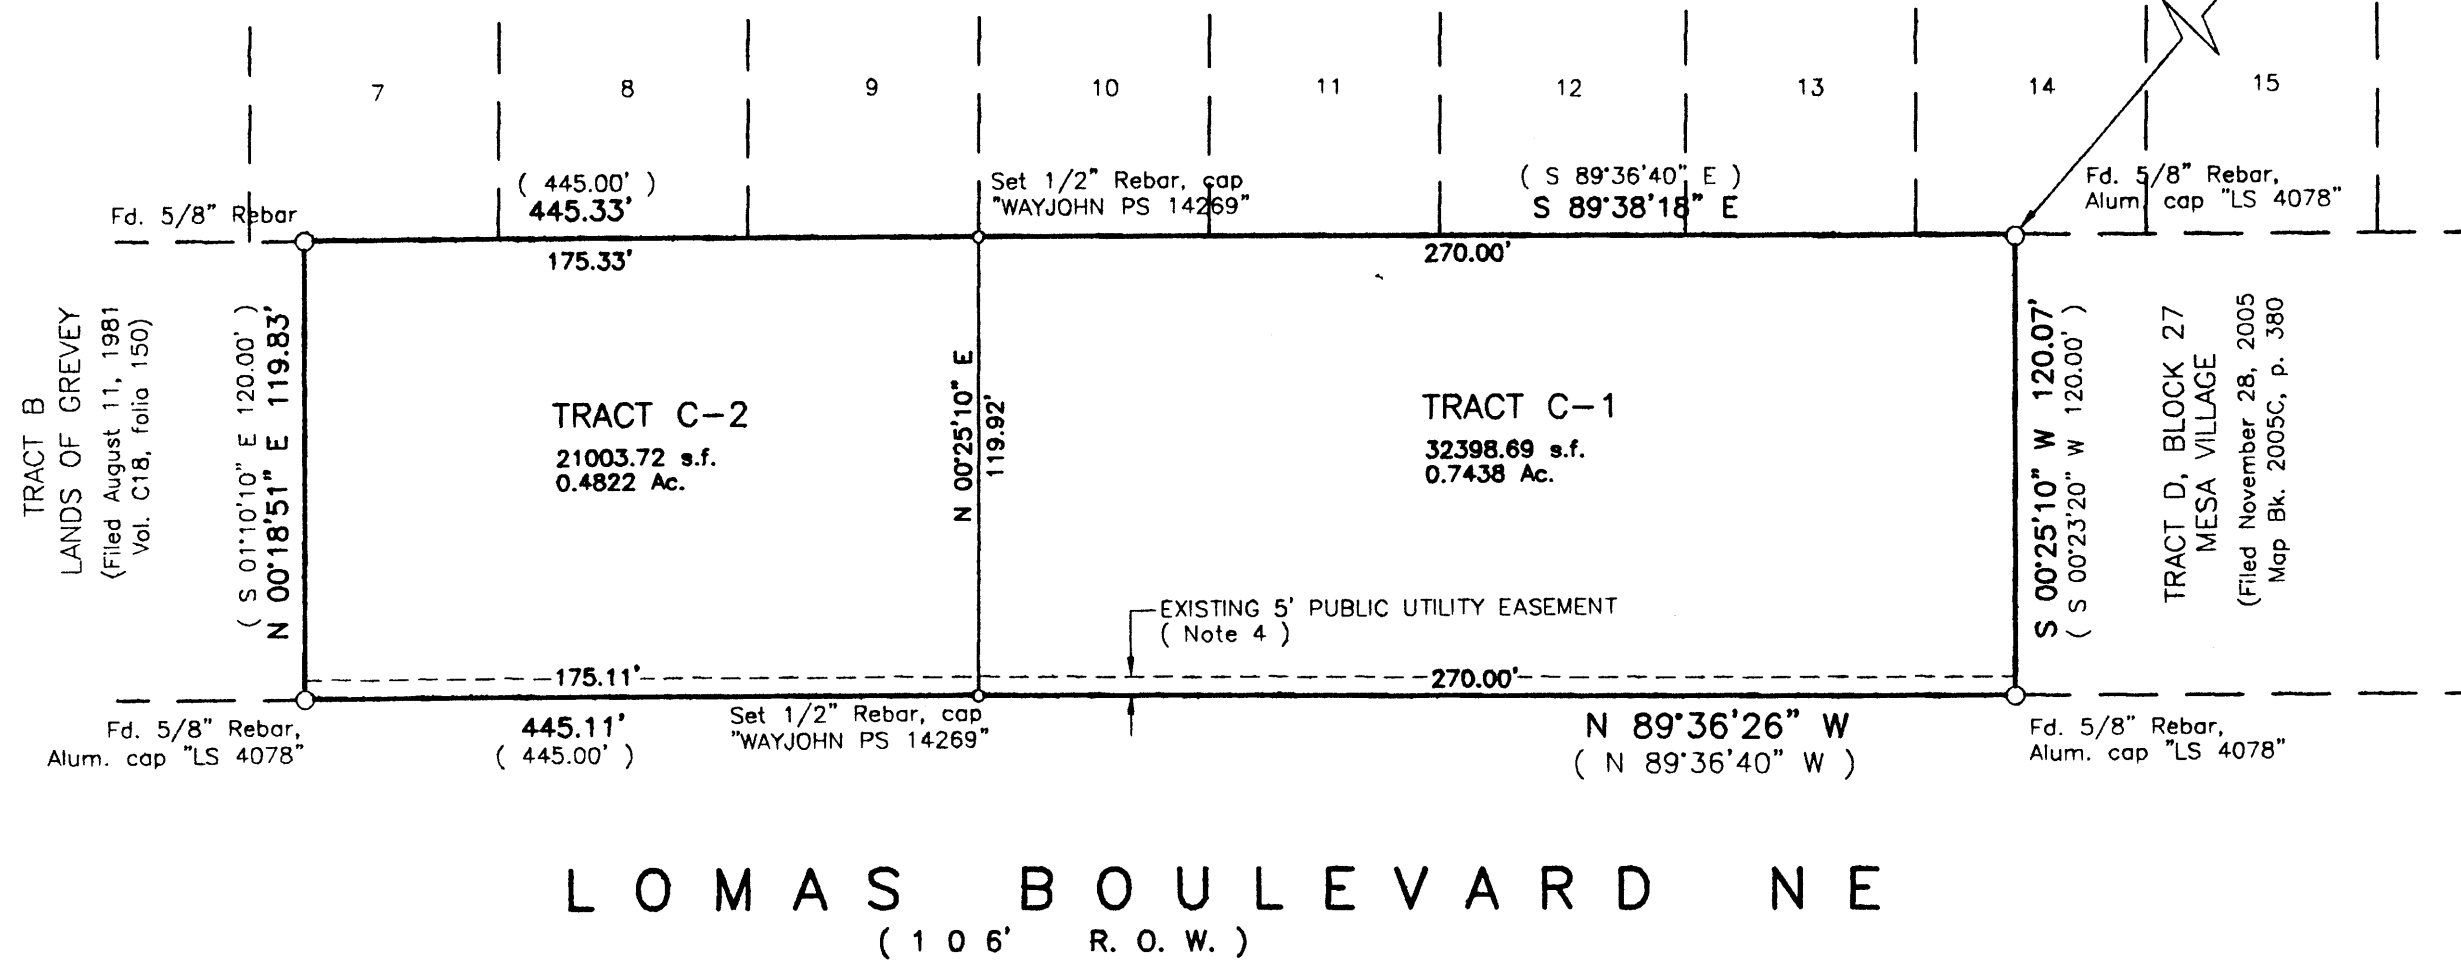 7
8
9
10
11
12
13
14
15
( 445.00' )
445.33'
Fd. 5/8" Rebar
Set 1/2" Rebar, cap
"WAYJOHN PS 14269"
( S 89°36'40" E )
S 89°38'18" E
Fd. 5/8" Rebar,
Alum. cap "LS 4078"
175.33'
270.00'
TRACT B
LANDS OF GREVEY
(Filed August 11, 1981
Vol. C18, folio 150)
( S 01°10'10" E 120.00' )
N 00°18'51" E 119.83'
TRACT C-2
21003.72 s.f.
0.4822 Ac.
N 00°25'10" E
119.92'
TRACT C-1
32398.69 s.f.
0.7438 Ac.
S 00°25'10" W 120.07'
( S 00°23'20" W 120.00' )
TRACT D, BLOCK 27
MESA VILLAGE
(Filed November 28, 2005
Map Bk. 2005C, p. 380
EXISTING 5' PUBLIC UTILITY EASEMENT
( Note 4 )
175.11'
270.00'
Fd. 5/8" Rebar,
Alum. cap "LS 4078"
445.11'
( 445.00' )
Set 1/2" Rebar, cap
"WAYJOHN PS 14269"
N 89°36'26" W
( N 89°36'40" W )
Fd. 5/8" Rebar,
Alum. cap "LS 4078"
LOMAS BOULEVARD NE
( 106' R.O.W. )